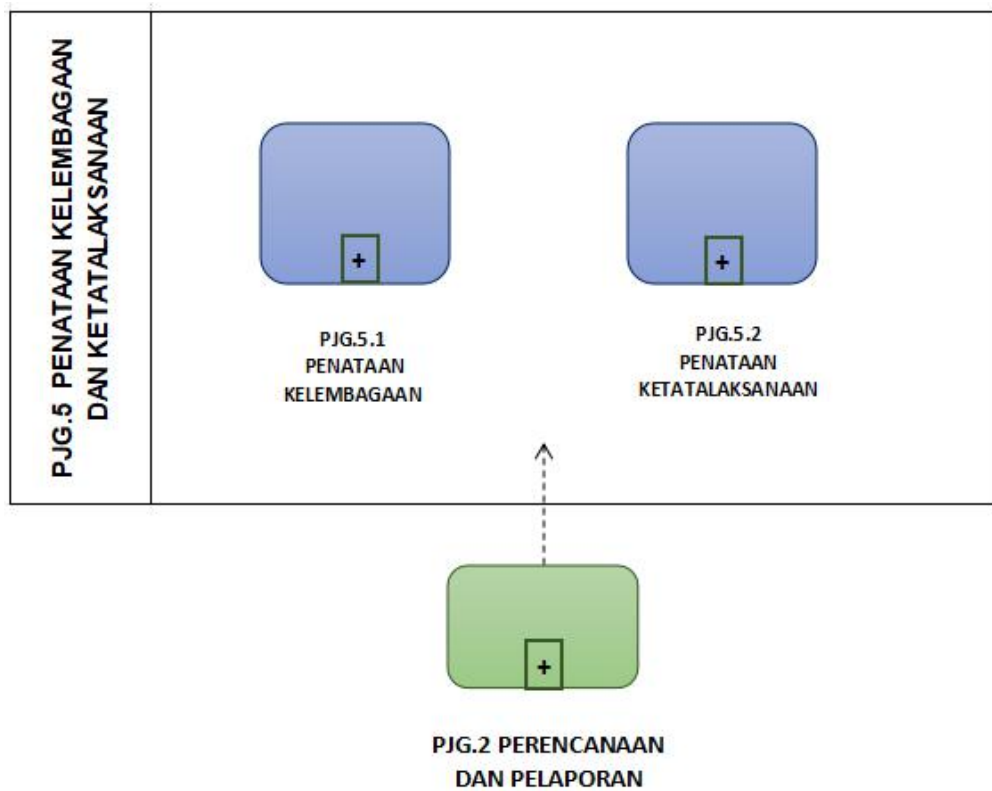 PJG.5 PENATAAN KELEMBAGAAN
DAN KETATALAKSANAAN
+
PJG.5.1
PENATAAN
KELEMBAGAAN
+
PJG.5.2
PENATAAN
KETATALAKSANAAN
+
PJG.2 PERENCANAAN
DAN PELAPORAN